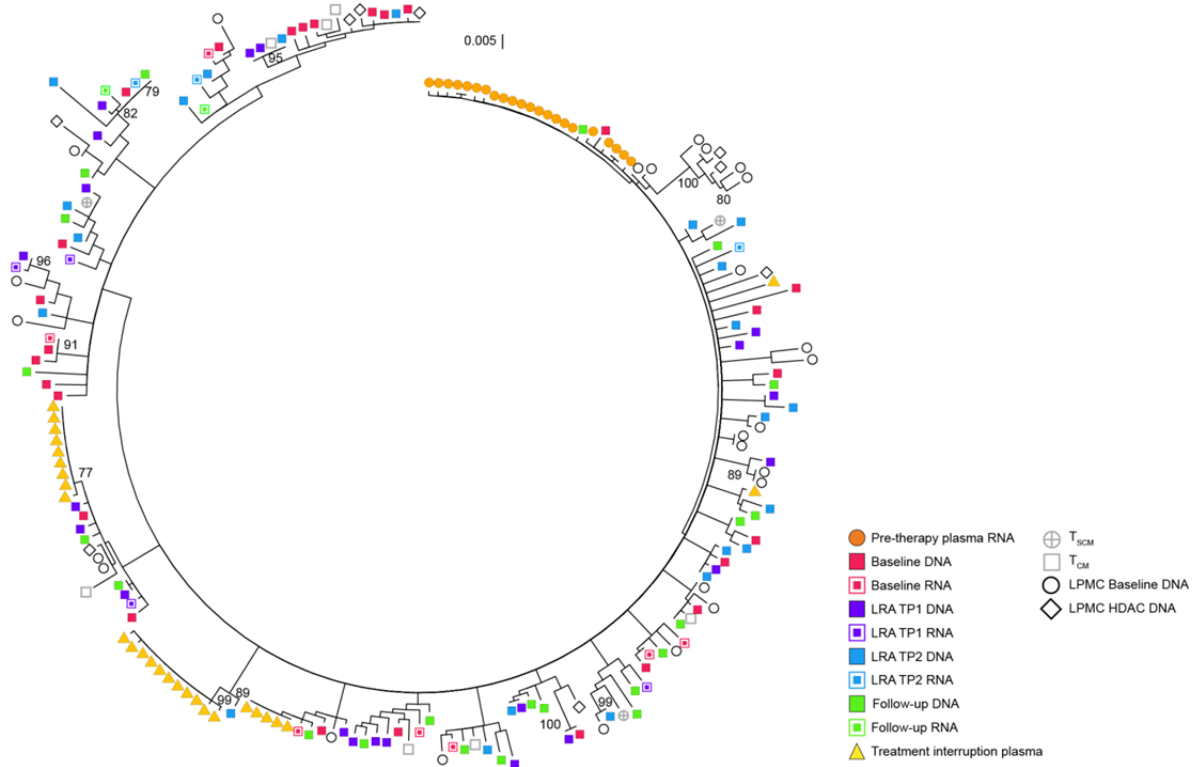 0.005
95
79
82
100
80
96
91
89
77
99
89
100
99
Pre-therapy plasma RNA
Baseline DNA
Baseline RNA
LRA TP1 DNA
LRA TP1 RNA
LRA TP2 DNA
LRA TP2 RNA
Follow-up DNA
Follow-up RNA
Treatment interruption plasma
TSCM
TCM
LPMC Baseline DNA
LPMC HDAC DNA